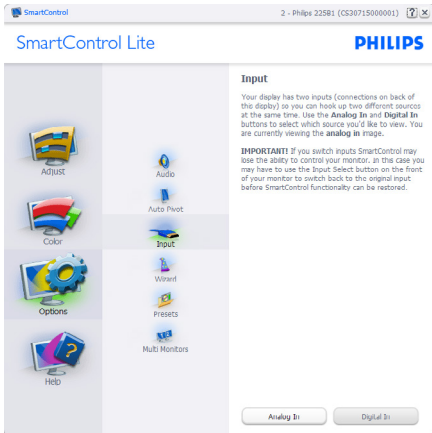 SmartControl
2 - Philips 225B1 (CS30715000001)
SmartControl Lite
PHILIPS
Adjust
Color
Options
Help
Audio
Auto Pivot
Input
Wizard
Presets
Multi Monitors
Input
Your display has two inputs (connections on back of
this display) so you can hook up two different sources
at the same time. Use the Analog In and Digital In
buttons to select which source you'd like to view. You
are currently viewing the analog in image.
IMPORTANT! If you switch inputs SmartControl may
lose the ability to control your monitor. In this case you
may have to use the Input Select button on the front
of your monitor to switch back to the original input
before SmartControl functionality can be restored.
Analog In
Digital In